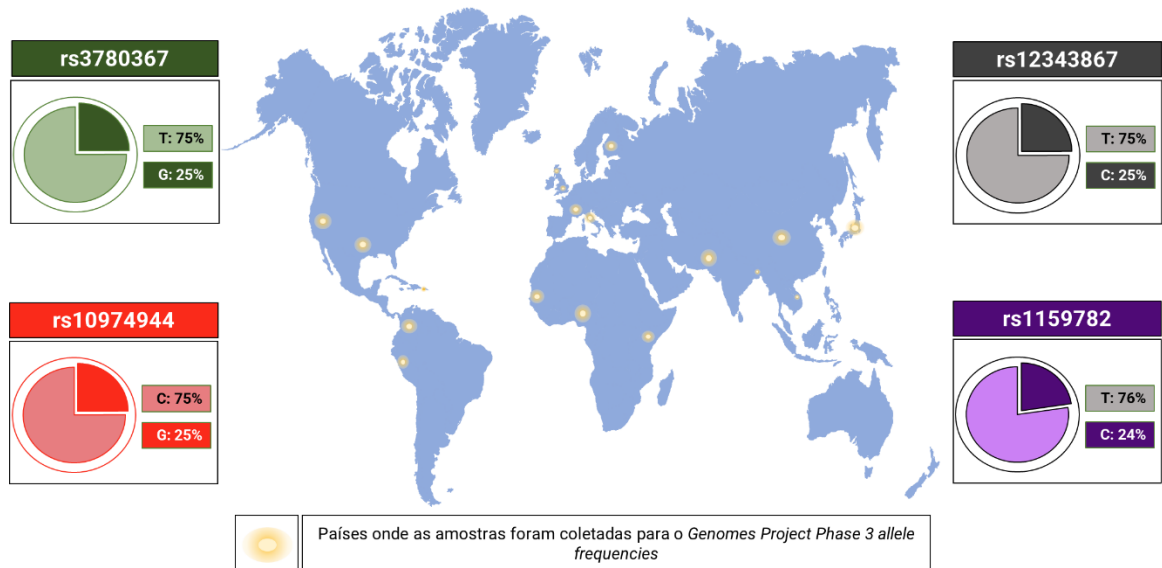 rs3780367
T: 75%
G: 25%
rs12343867
T: 75%
C: 25%
rs10974944
C: 75%
G: 25%
rs1159782
T: 76%
C: 24%
Países onde as amostras foram coletadas para o Genomes Project Phase 3 allele
frequencies